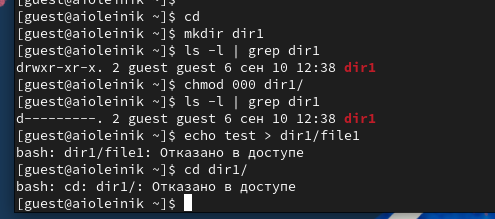 [guest@aioleinik ~]$ cd
[guest@aioleinik ~]$ mkdir dir1
[guest@aioleinik ~]$ ls -l | grep dir1
drwxr-xr-x. 2 guest guest 6 сен 10 12:38 dir1
[guest@aioleinik ~]$ chmod 000 dir1/
[guest@aioleinik ~]$ ls -l | grep dir1
d---------. 2 guest guest 6 сен 10 12:38 dir1
[guest@aioleinik ~]$ echo test > dir1/file1
bash: dir1/file1: Отказано в доступе
[guest@aioleinik ~]$ cd dir1/
bash: cd: dir1/: Отказано в доступе
[guest@aioleinik ~]$